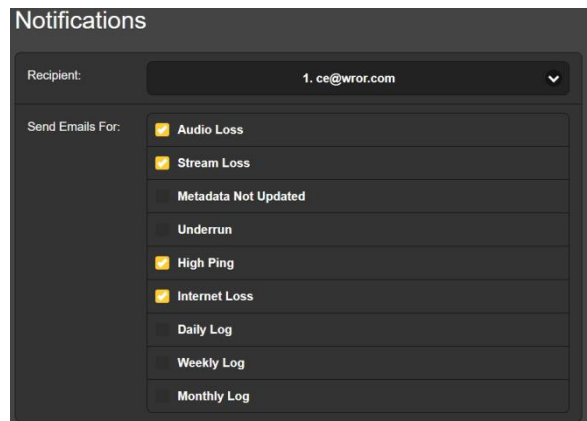 Notifications
Recipient: 1. ce@wror.com
Send Emails For: Audio Loss
Stream Loss
Metadata Not Updated
Underrun
High Ping
Internet Loss
Daily Log
Weekly Log
Monthly Log